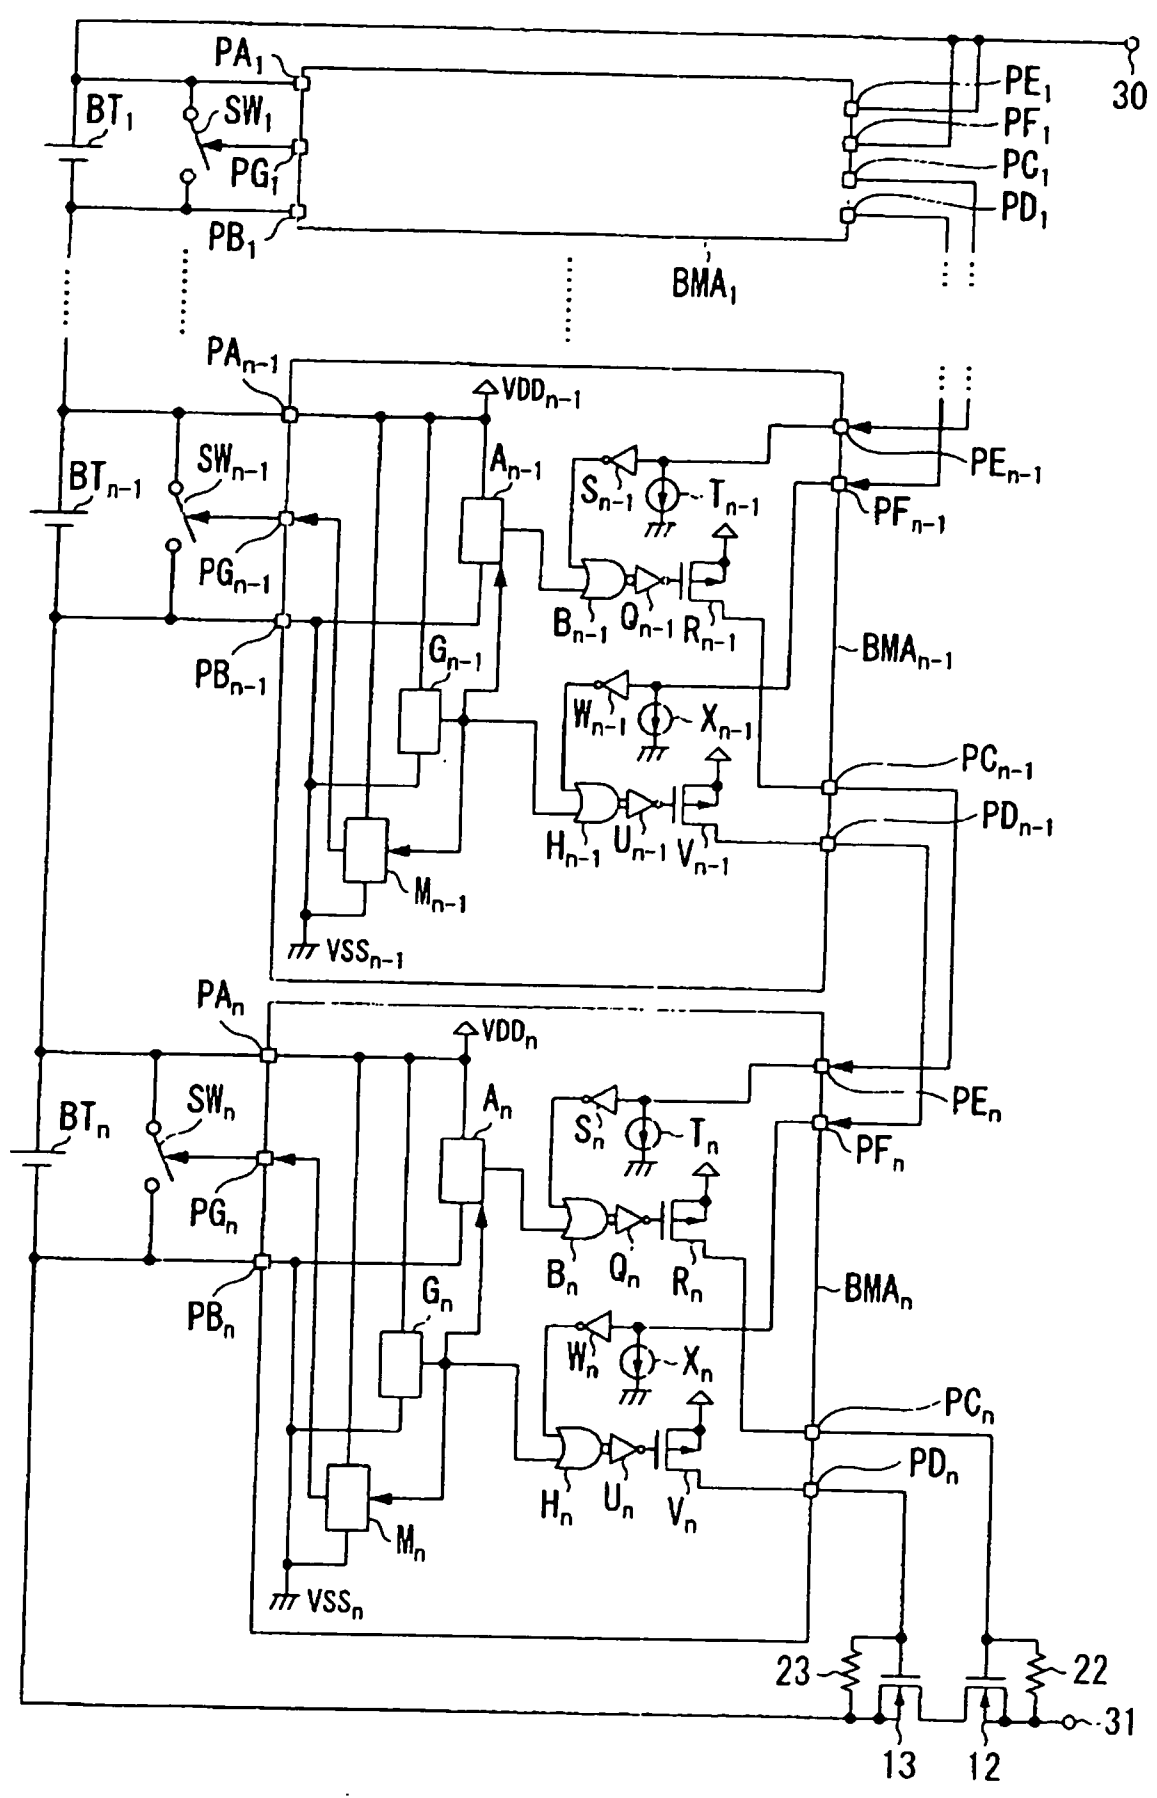 PA1
BT1
SW1
PG1
PB1
PE1
30
PF1
PC1
PD1
BMA1
PAn-1
VDDn-1
An-1
SWn-1
BTn-1
Sn-1
Tn-1
PEn-1
PFn-1
PGn-1
Bn-1
Qn-1
Rn-1
BMAn-1
PBn-1
Gn-1
Wn-1
Xn-1
PCn-1
PDn-1
Hn-1
Un-1
Vn-1
Mn-1
VSSn-1
PAn
VDDn
An
SWn
BTn
Sn
Tn
PEn
PFn
PGn
Bn
Qn
Rn
BMAn
PBn
Gn
Wn
Xn
PCn
PDn
Hn
Un
Vn
Mn
VSSn
23
22
31
13
12